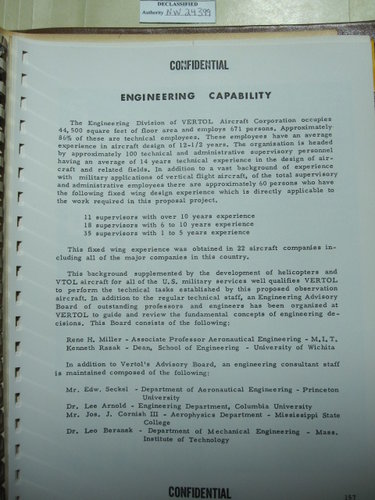 DECLASSIFIED
Authority NW 24399
CONFIDENTIAL
ENGINEERING CAPABILITY
The Engineering Division of VERTOL Aircraft Corporation occupies
44,500 square feet of floor area and employs 671 persons. Approximately
86% of these are technical employees. These employees have an average
experience in aircraft design of 12-1/2 years. The organization is headed
by approximately 100 technical and administrative supervisory personnel
having an average of 14 years technical experience in the design of air-
craft and related fields. In addition to a vast background of experience
with military applications of vertical flight aircraft, of the total supervisory
and administrative employees there are approximately 60 persons who have
the following fixed wing design experience which is directly applicable to
the work required in this proposal project.
11 supervisors with over 10 years experience
18 supervisors with 6 to 10 years experience
35 supervisors with 1 to 5 years experience
This fixed wing experience was obtained in 22 aircraft companies in-
cluding all of the major companies in this country.
This background supplemented by the development of helicopters and
VTOL aircraft for all of the U.S. military services well qualifies VERTOL
to perform the technical tasks established by this proposed observation
aircraft. In addition to the regular technical staff, an Engineering Advisory
Board of outstanding professors and engineers has been organized at
VERTOL to guide and review the fundamental concepts of engineering de-
cisions. This Board consists of the following:
Rene H. Miller - Associate Professor Aeronautical Engineering - M.I.T.
Kenneth Razak - Dean, School of Engineering - University of Wichita
In addition to Vertol's Advisory Board, an engineering consultant staff
is maintained composed of the following:
Mr. Edw. Seckel - Department of Aeronautical Engineering - Princeton
University
Dr. Lee Arnold - Engineering Department, Columbia University
Mr. Jos. J. Cornish III - Aerophysics Department - Mississippi State
College
Dr. Leo Beranek - Department of Mechanical Engineering - Mass.
Institute of Technology
CONFIDENTIAL